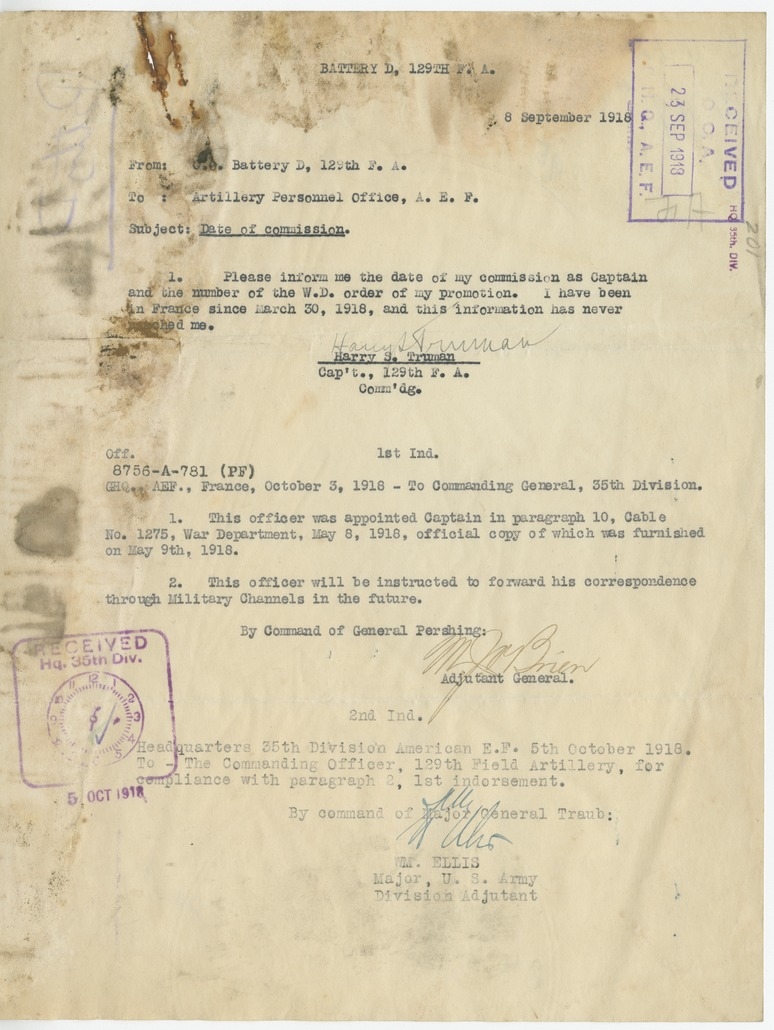 BATTERY D, 129TH F. A.
8 September 1918
RECEIVED
23 SEP 1918
H.Q., A. E. F.
HQ 35th. DIV.
201
From: C.O. Battery D, 129th F. A.
To : Artillery Personnel Office, A. E. F.
Subject: Date of commission.
1. Please inform me the date of my commission as Captain
and the number of the W.D. order of my promotion. I have been
in France since March 30, 1918, and this information has never
reached me.
Harry S. Truman
Harry S. Truman
Cap't., 129th F. A.
Comm'dg.
Off. 1st Ind.
8756-A-781 (PF)
GHQ., AEF., France, October 3, 1918 - To Commanding General, 35th Division.
1. This officer was appointed Captain in paragraph 10, Cable
No. 1275, War Department, May 8, 1918, official copy of which was furnished
on May 9th, 1918.
2. This officer will be instructed to forward his correspondence
through Military Channels in the future.
By Command of General Pershing:
Adjutant General.
RECEIVED
Hq. 35th Div.
12 1 2 3 5
5 OCT 1918
2nd Ind.
Headquarters 35th Division American E.F. 5th October 1918.
To - The Commanding Officer, 129th Field Artillery, for
compliance with paragraph 2, 1st indorsement.
By command of Major General Traub:
WM. ELLIS
Major, U. S. Army
Division Adjutant